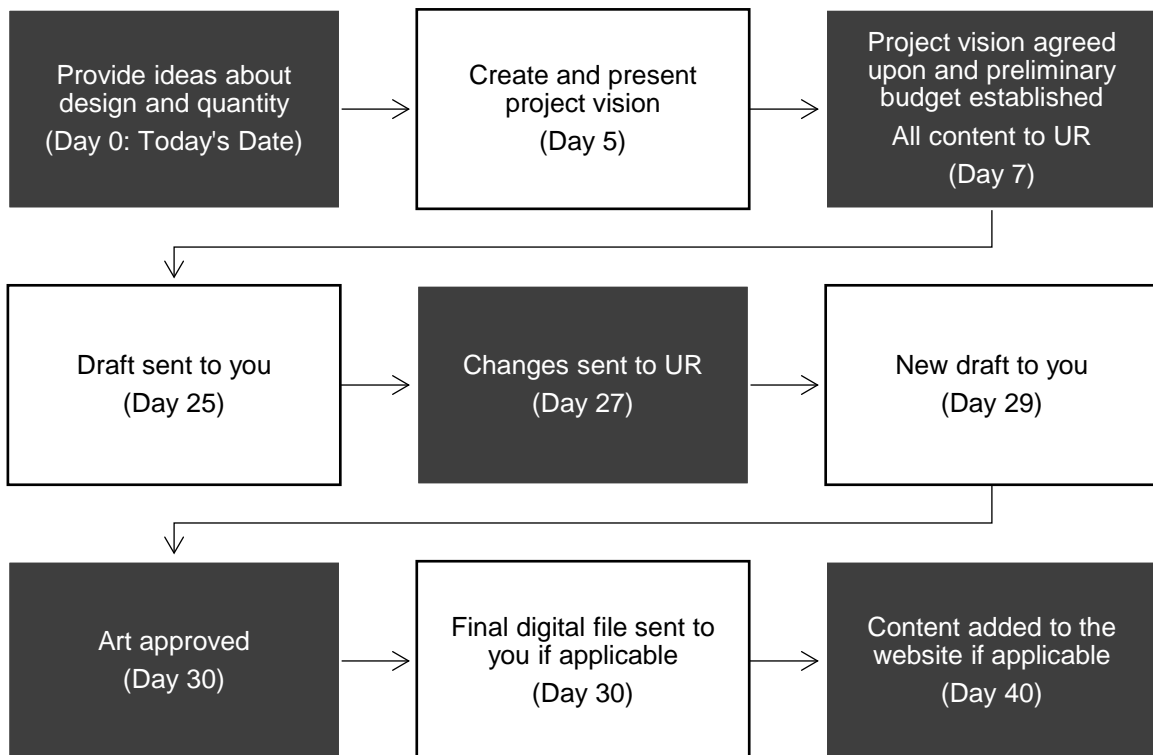 Provide ideas about
design and quantity
(Day 0: Today's Date)
Create and present
project vision
(Day 5)
Project vision agreed
upon and preliminary
budget established
All content to UR
(Day 7)
Draft sent to you
(Day 25)
Changes sent to UR
(Day 27)
New draft to you
(Day 29)
Art approved
(Day 30)
Final digital file sent to
you if applicable
(Day 30)
Content added to the
website if applicable
(Day 40)